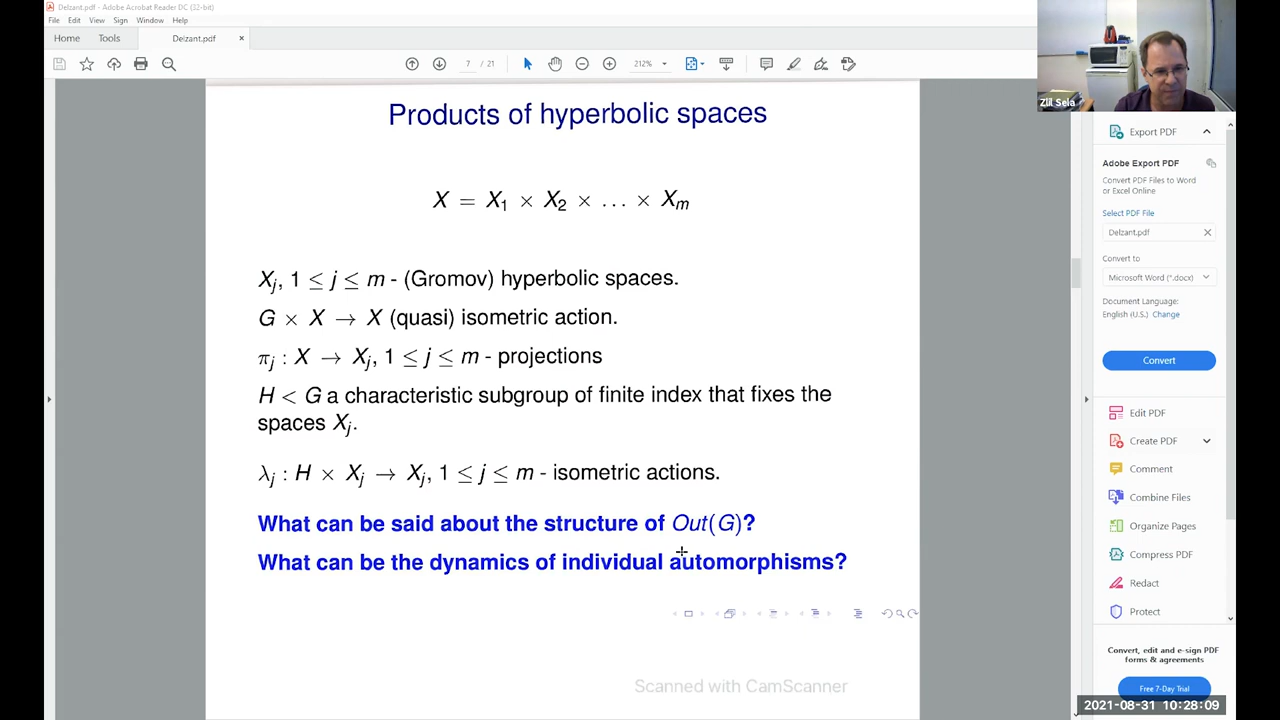 Delzant.pdf - Adobe Acrobat Reader DC (32-bit)
File Edit View Sign Window Help
Home Tools Delzant.pdf ×
7 / 21 212%
Products of hyperbolic spaces
X = X₁ × X₂ × … × Xₘ
Xⱼ, 1 ≤ j ≤ m - (Gromov) hyperbolic spaces.
G × X → X (quasi) isometric action.
πⱼ : X → Xⱼ, 1 ≤ j ≤ m - projections
H < G a characteristic subgroup of finite index that fixes the
spaces Xⱼ.
λⱼ : H × Xⱼ → Xⱼ, 1 ≤ j ≤ m - isometric actions.
What can be said about the structure of Out(G)?
What can be the dynamics of individual automorphisms?
Scanned with CamScanner
Zlil Sela
Export PDF
Adobe Export PDF
Convert PDF Files to Word
or Excel Online
Select PDF File
Delzant.pdf
Convert to
Microsoft Word (*.docx)
Document Language:
English (U.S.) Change
Convert
Edit PDF
Create PDF
Comment
Combine Files
Organize Pages
Compress PDF
Redact
Protect
Convert, edit and e-sign PDF
forms & agreements
Free 7-Day Trial
2021-08-31 10:28:09